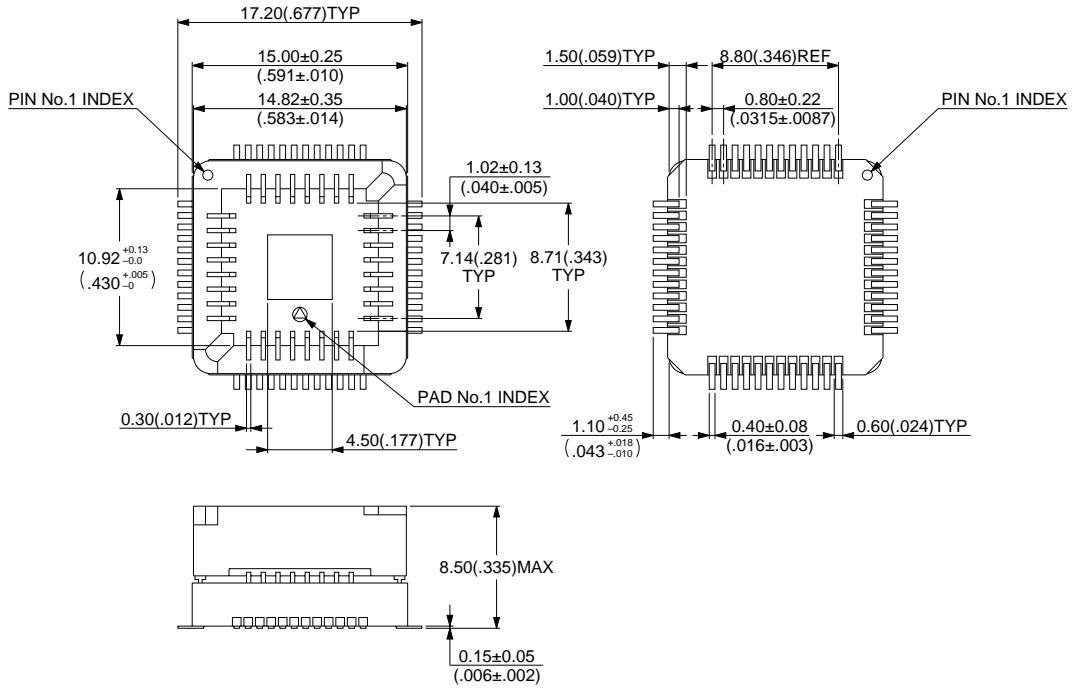 17.20(.677)TYP
15.00±0.25
(.591±.010)
PIN No.1 INDEX
14.82±0.35
(.583±.014)
1.02±0.13
(.040±.005)
10.92 +0.13 –0.0
(.430 +.005 –0)
7.14(.281)
TYP
8.71(.343)
TYP
PAD No.1 INDEX
0.30(.012)TYP
4.50(.177)TYP
1.50(.059)TYP
8.80(.346)REF
1.00(.040)TYP
0.80±0.22
(.0315±.0087)
PIN No.1 INDEX
1.10 +0.45 –0.25
(.043 +.018 –.010)
0.40±0.08
(.016±.003)
0.60(.024)TYP
8.50(.335)MAX
0.15±0.05
(.006±.002)